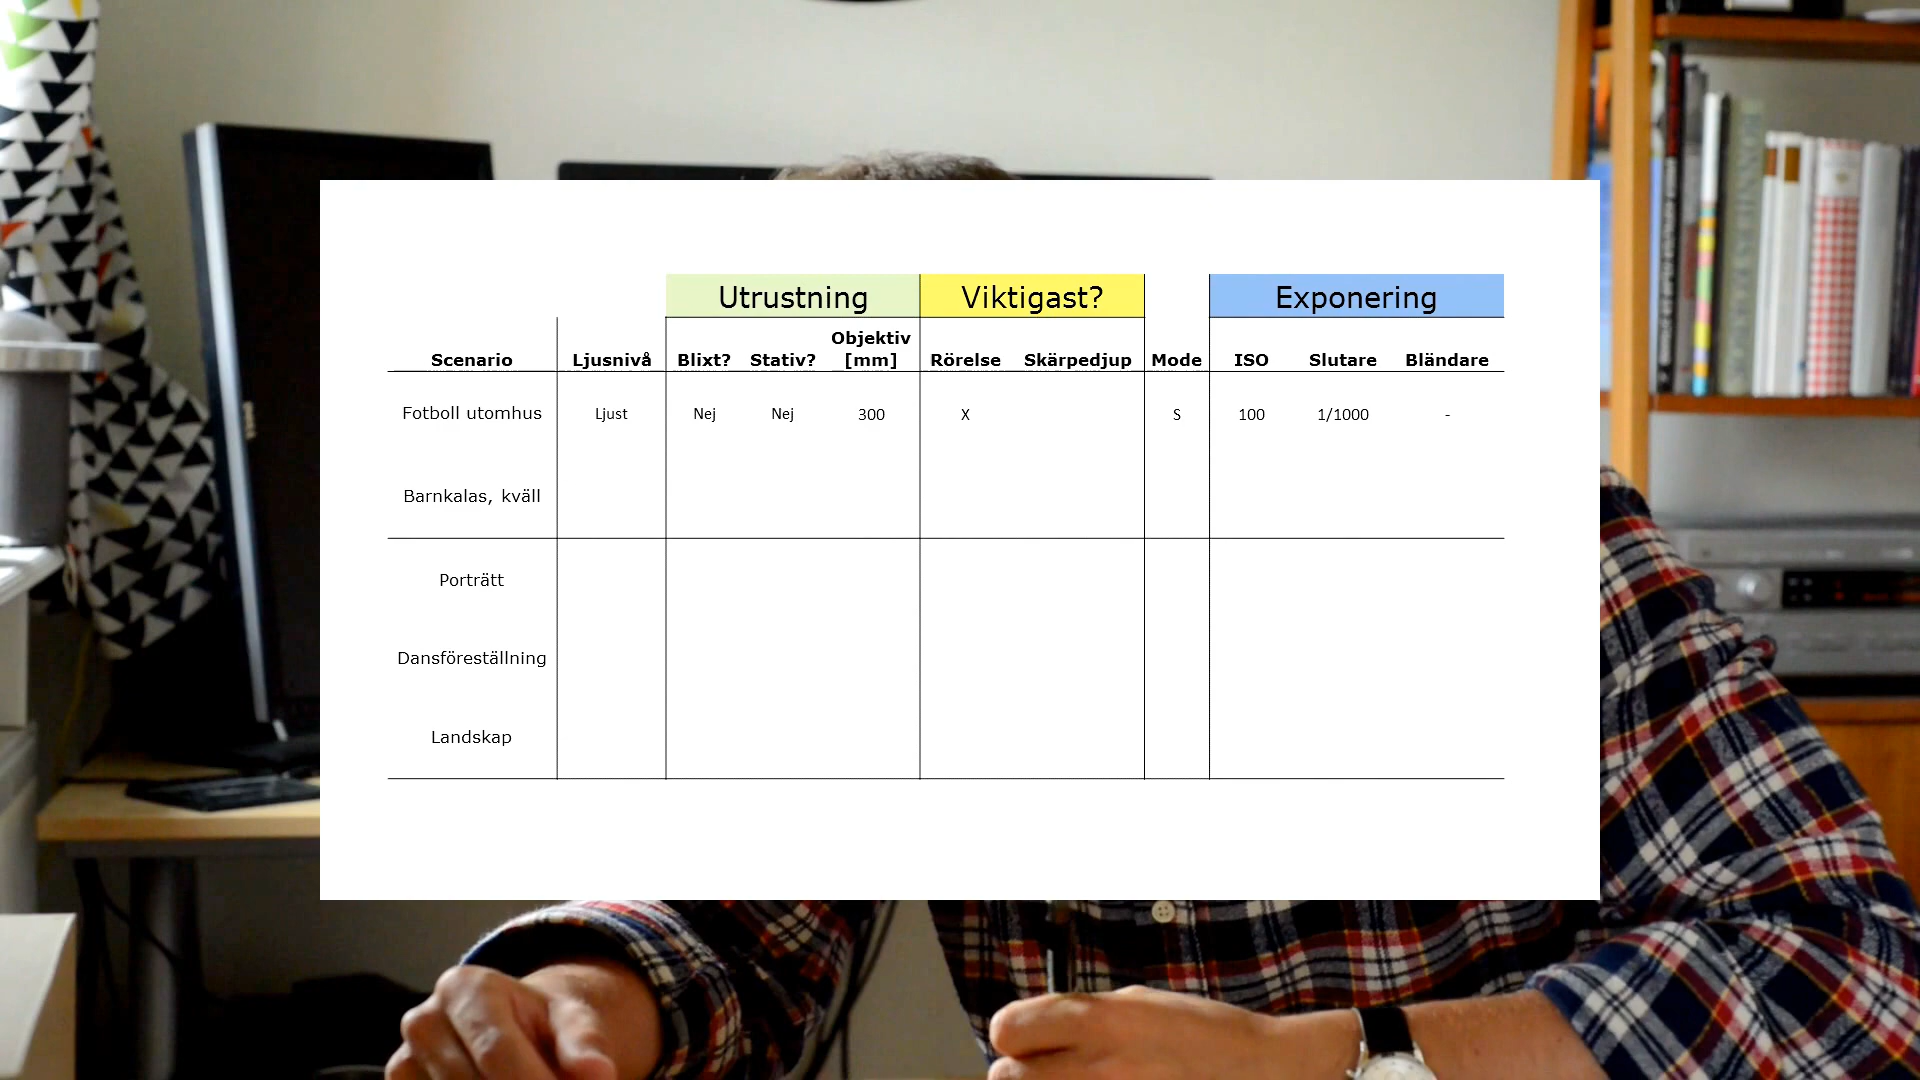 Utrustning Viktigast? Exponering
Objektiv
Scenario Ljusnivå Blixt? Stativ? [mm] Rörelse Skärpedjup Mode ISO Slutare Bländare
Fotboll utomhus Ljust Nej Nej 300 X S 100 1/1000 -
Barnkalas, kväll
Porträtt
Dansföreställning
Landskap